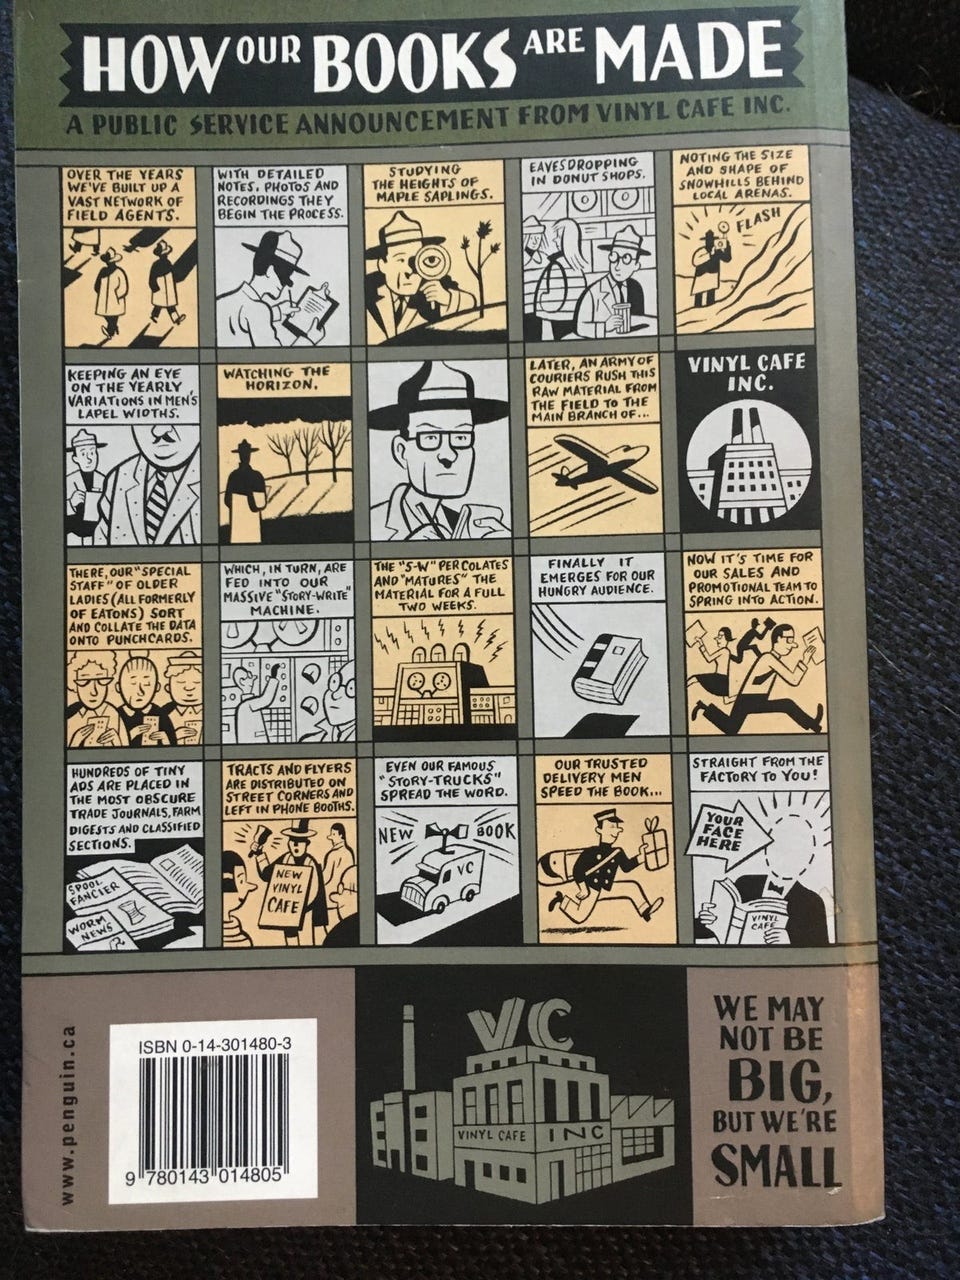 HOW OUR BOOKS ARE MADE
A PUBLIC SERVICE ANNOUNCEMENT FROM VINYL CAFE INC.
OVER THE YEARS
WE'VE BUILT UP A
VAST NETWORK OF
FIELD AGENTS.
WITH DETAILED
NOTES, PHOTOS AND
RECORDINGS THEY
BEGIN THE PROCESS.
STUDYING
THE HEIGHTS OF
MAPLE SAPLINGS.
EAVESDROPPING
IN DONUT SHOPS.
NOTING THE SIZE
AND SHAPE OF
SNOWHILLS BEHIND
LOCAL ARENAS.
FLASH
KEEPING AN EYE
ON THE YEARLY
VARIATIONS IN MEN'S
LAPEL WIDTHS.
WATCHING THE
HORIZON.
LATER, AN ARMY OF
COURIERS RUSH THIS
RAW MATERIAL FROM
THE FIELD TO THE
MAIN BRANCH OF...
VINYL CAFE
INC.
THERE, OUR "SPECIAL
STAFF" OF OLDER
LADIES (ALL FORMERLY
OF EATONS) SORT
AND COLLATE THE DATA
ONTO PUNCHCARDS.
WHICH, IN TURN, ARE
FED INTO OUR
MASSIVE "STORY-WRITE"
MACHINE.
THE "S-W" PERCOLATES
AND "MATURES" THE
MATERIAL FOR A FULL
TWO WEEKS.
FINALLY IT
EMERGES FOR OUR
HUNGRY AUDIENCE.
NOW IT'S TIME FOR
OUR SALES AND
PROMOTIONAL TEAM TO
SPRING INTO ACTION.
HUNDREDS OF TINY
ADS ARE PLACED IN
THE MOST OBSCURE
TRADE JOURNALS, FARM
DIGESTS AND CLASSIFIED
SECTIONS.
SPOOL
FANCIER
WORM
NEWS
TRACTS AND FLYERS
ARE DISTRIBUTED ON
STREET CORNERS AND
LEFT IN PHONE BOOTHS.
NEW
VINYL
CAFE
EVEN OUR FAMOUS
"STORY-TRUCKS"
SPREAD THE WORD.
NEW BOOK
VC
OUR TRUSTED
DELIVERY MEN
SPEED THE BOOK...
STRAIGHT FROM THE
FACTORY TO YOU!
YOUR
FACE
HERE
VINYL
CAFE
www.penguin.ca
ISBN 0-14-301480-3
9 780143 014805
VC
VINYL CAFE INC
WE MAY
NOT BE
BIG,
BUT WE'RE
SMALL